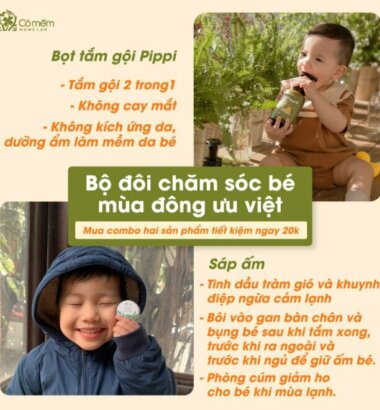 Cỏ mềm
HOME LAB
Bọt tắm gội Pippi
- Tắm gội 2 trong1
- Không cay mắt
- Không kích ứng da,
dưỡng ẩm làm mềm da bé
Bộ đôi chăm sóc bé
mùa đông ưu việt
Mua combo hai sản phẩm tiết kiệm ngay 20k
Sáp ấm
- Tinh dầu tràm gió và khuynh
diệp ngừa cảm lạnh
- Bôi vào gan bàn chân và
bụng bé sau khi tắm xong,
trước khi ra ngoài và
trước khi ngủ để giữ ấm bé.
- Phòng cúm giảm ho
cho bé khi mùa lạnh.